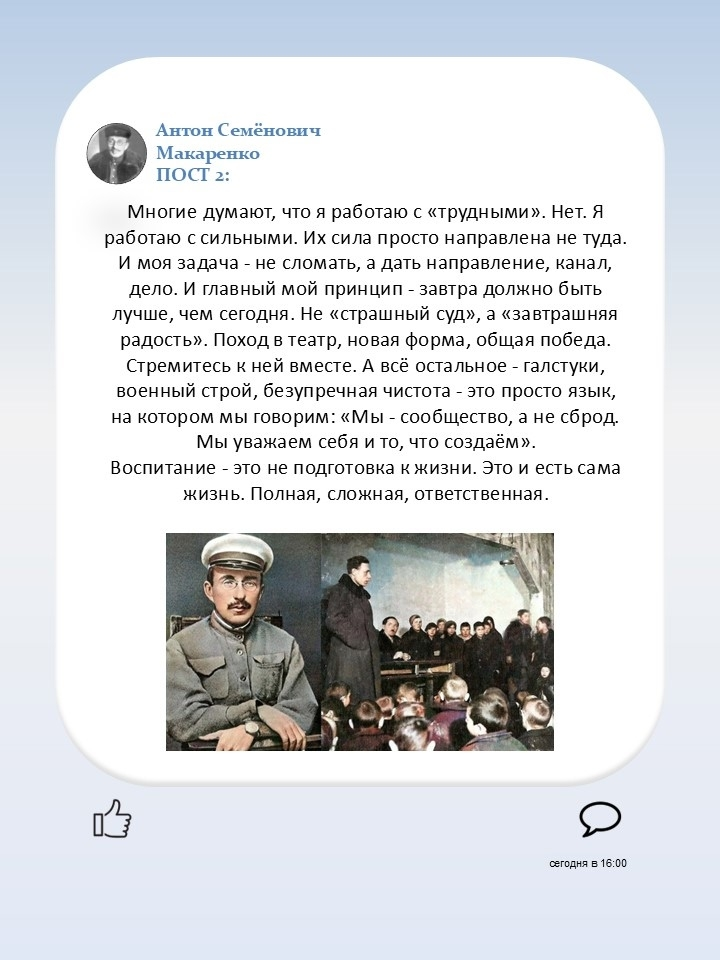 Антон Семёнович
Макаренко
ПОСТ 2:
Многие думают, что я работаю с «трудными». Нет. Я
работаю с сильными. Их сила просто направлена не туда.
И моя задача - не сломать, а дать направление, канал,
дело. И главный мой принцип - завтра должно быть
лучше, чем сегодня. Не «страшный суд», а «завтрашняя
радость». Поход в театр, новая форма, общая победа.
Стремитесь к ней вместе. А всё остальное - галстуки,
военный строй, безупречная чистота - это просто язык,
на котором мы говорим: «Мы - сообщество, а не сброд.
Мы уважаем себя и то, что создаём».
Воспитание - это не подготовка к жизни. Это и есть сама
жизнь. Полная, сложная, ответственная.
сегодня в 16:00